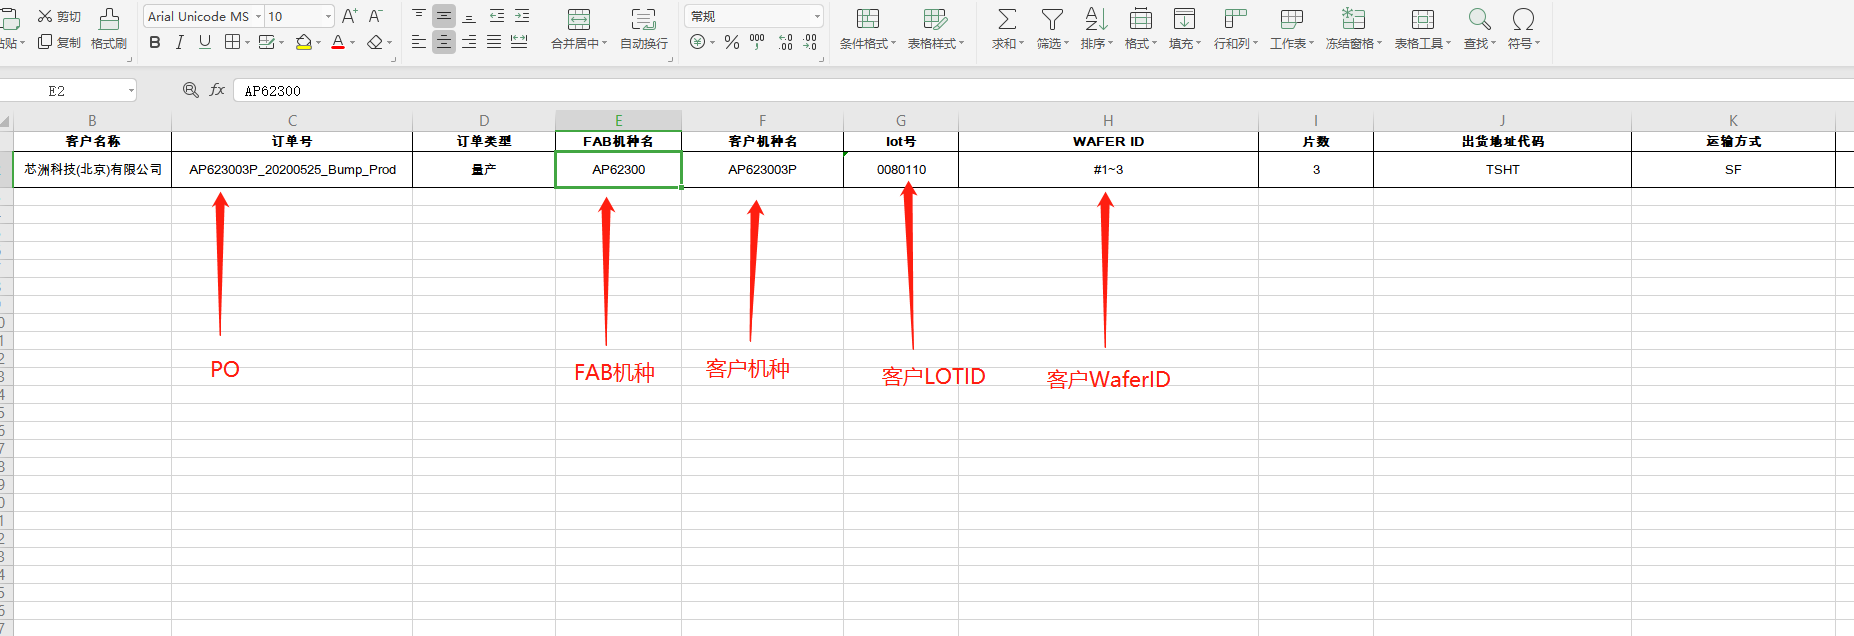 剪切 Arial Unicode MS 10 A+ A- 常规
粘贴 复制 格式刷 B I U A 合并居中 自动换行 % 000 .00 .00 条件格式 表格样式 求和 筛选 排序 格式 填充 行和列 工作表 冻结窗格 表格工具 查找 符号
E2 fx AP62300
B C D E F G H I J K
客户名称 订单号 订单类型 FAB机种名 客户机种名 lot号 WAFER ID 片数 出货地址代码 运输方式
芯洲科技(北京)有限公司 AP623003P_20200525_Bump_Prod 量产 AP62300 AP623003P 0080110 #1~3 3 TSHT SF
PO FAB机种 客户机种 客户LOTID 客户WaferID